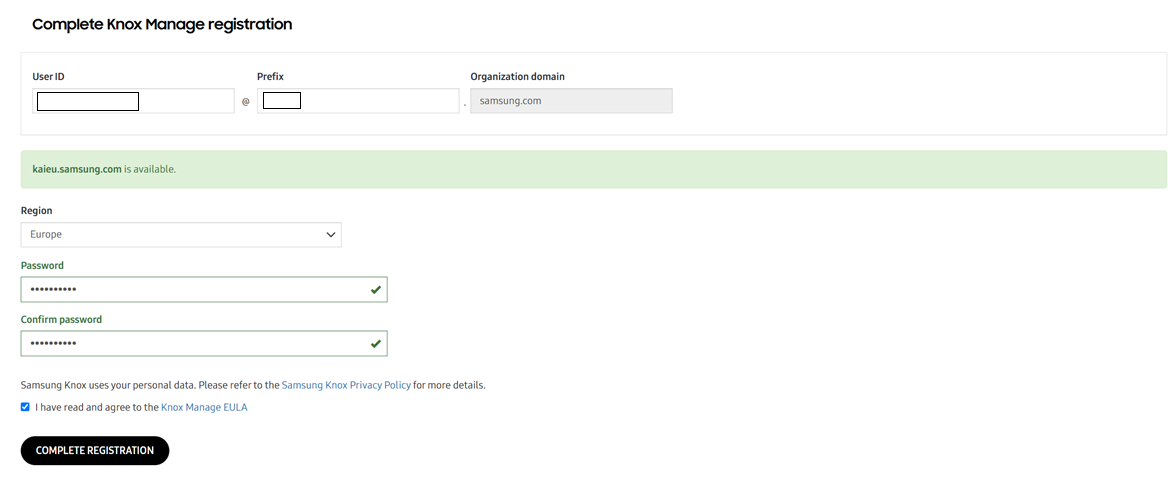 Complete Knox Manage registration
User ID Prefix Organization domain
@ . samsung.com
kaieu.samsung.com is available.
Region
Europe
Password
••••••••••
Confirm password
••••••••••
Samsung Knox uses your personal data. Please refer to the Samsung Knox Privacy Policy for more details.
I have read and agree to the Knox Manage EULA
COMPLETE REGISTRATION